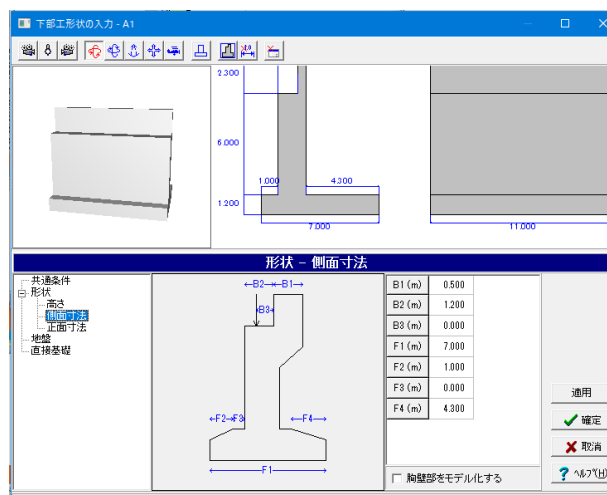 下部工形状の入力 - A1
2.300
6.000
1.200
1.000
4.300
7.000
11.000
形状 - 側面寸法
共通条件
形状
高さ
側面寸法
正面寸法
地盤
直接基礎
B2
B1
B3
F2
F3
F4
F1
B1 (m) 0.500
B2 (m) 1.200
B3 (m) 0.000
F1 (m) 7.000
F2 (m) 1.000
F3 (m) 0.000
F4 (m) 4.300
胸壁部をモデル化する
適用
確定
取消
ヘルプ(H)